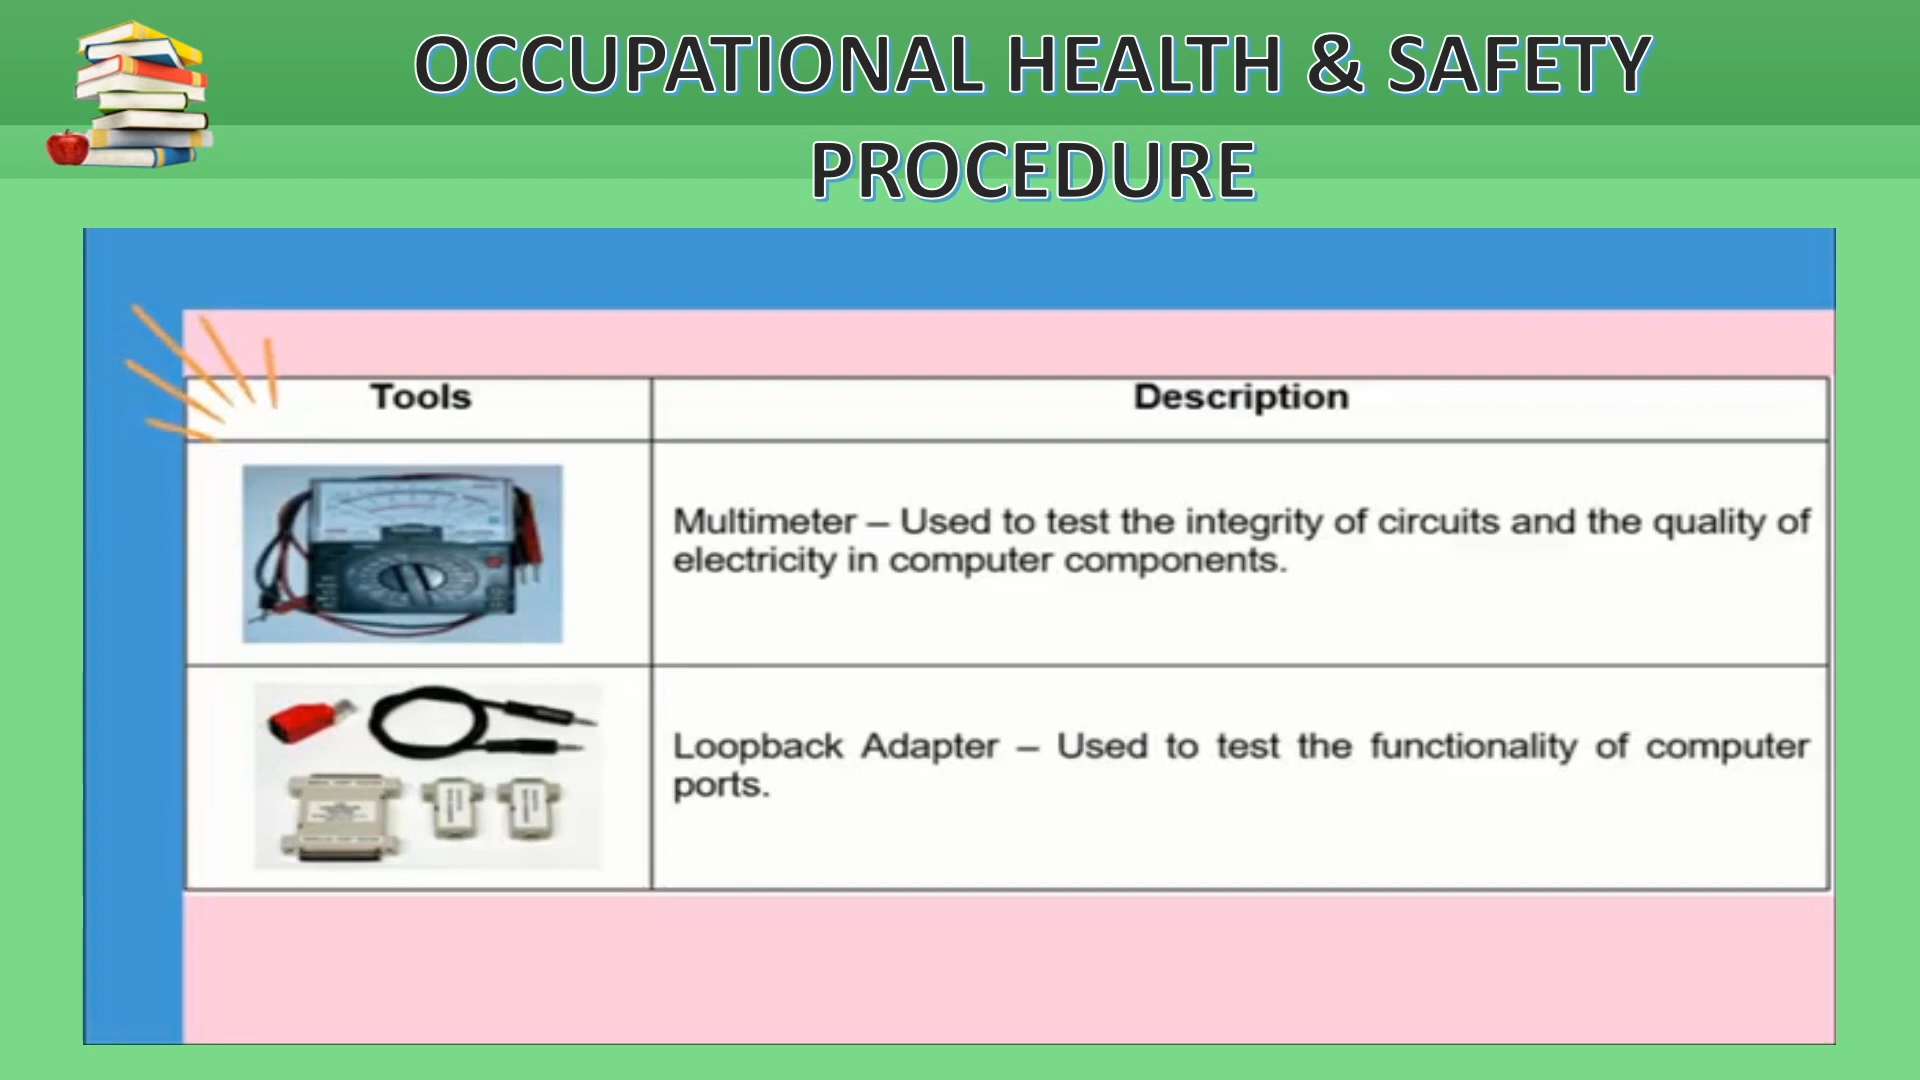 OCCUPATIONAL HEALTH & SAFETY
PROCEDURE
Tools
Description
Multimeter – Used to test the integrity of circuits and the quality of
electricity in computer components.
Loopback Adapter – Used to test the functionality of computer
ports.